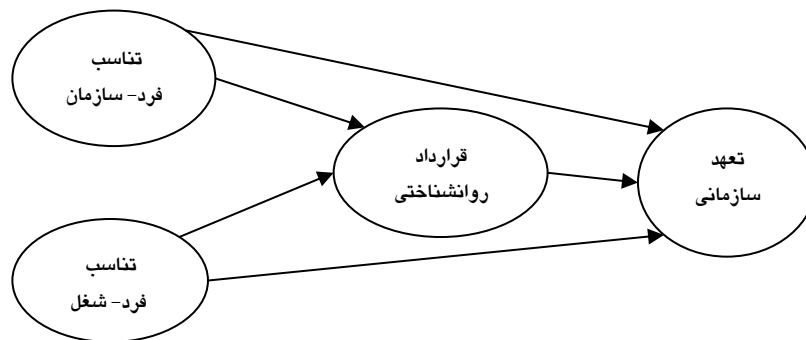 تناسب
فرد- سازمان
قرارداد
روانشناختی
تعهد
سازمانی
تناسب
فرد- شغل